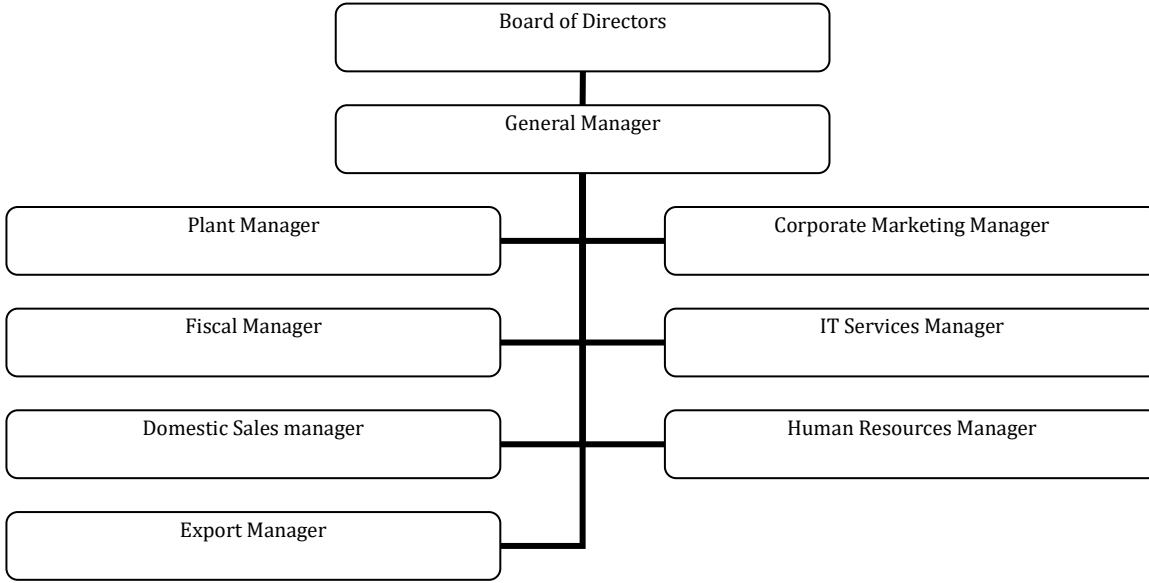 Board of Directors
General Manager
Plant Manager
Corporate Marketing Manager
Fiscal Manager
IT Services Manager
Domestic Sales manager
Human Resources Manager
Export Manager